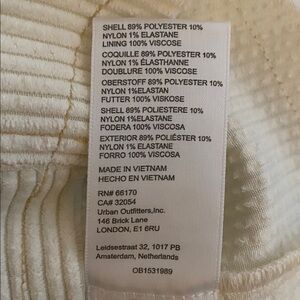 SHELL 89% POLYESTER 10%
NYLON 1% ELASTANE
LINING 100% VISCOSE
COQUILLE 89% POLYESTER 10%
NYLON 1% ÉLASTHANNE
DOUBLURE 100% VISCOSE
OBERSTOFF 89% POLYESTER 10%
NYLON 1%ELASTAN
FUTTER 100% VISKOSE
SHELL 89% POLIESTERE 10%
NYLON 1% ELASTANE
FODERA 100% VISCOSA
EXTERIOR 89% POLIÉSTER 10%
NYLON 1% ELASTANE
FORRO 100% VISCOSA
MADE IN VIETNAM
HECHO EN VIETNAM
RN# 66170
CA# 32054
Urban Outfitters,Inc.
146 Brick Lane
LONDON, E1 6RU
Leidsestraat 32, 1017 PB
Amsterdam, Netherlands
OB1531989